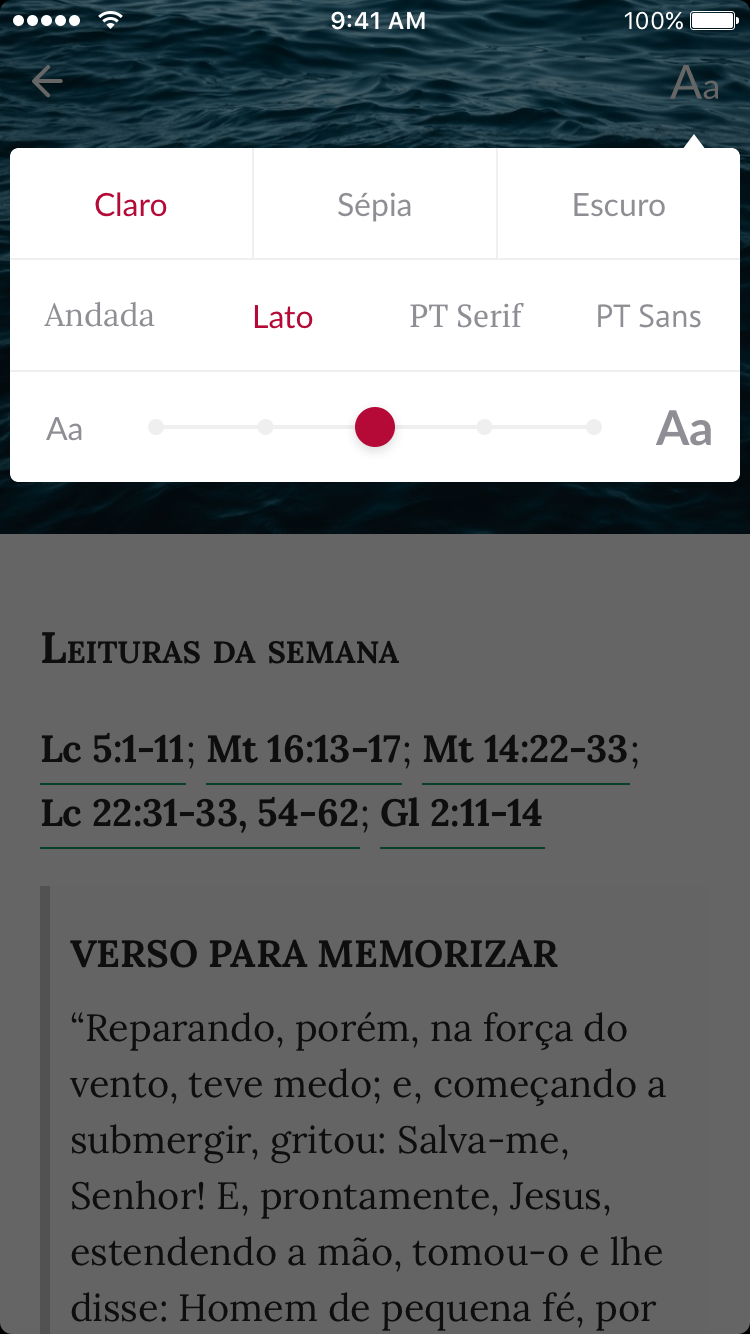 9:41 AM 100%
Aa
Claro Sépia Escuro
Andada Lato PT Serif PT Sans
Aa Aa
Leituras da semana
Lc 5:1-11; Mt 16:13-17; Mt 14:22-33;
Lc 22:31-33, 54-62; Gl 2:11-14
VERSO PARA MEMORIZAR
“Reparando, porém, na força do
vento, teve medo; e, começando a
submergir, gritou: Salva-me,
Senhor! E, prontamente, Jesus,
estendendo a mão, tomou-o e lhe
disse: Homem de pequena fé, por